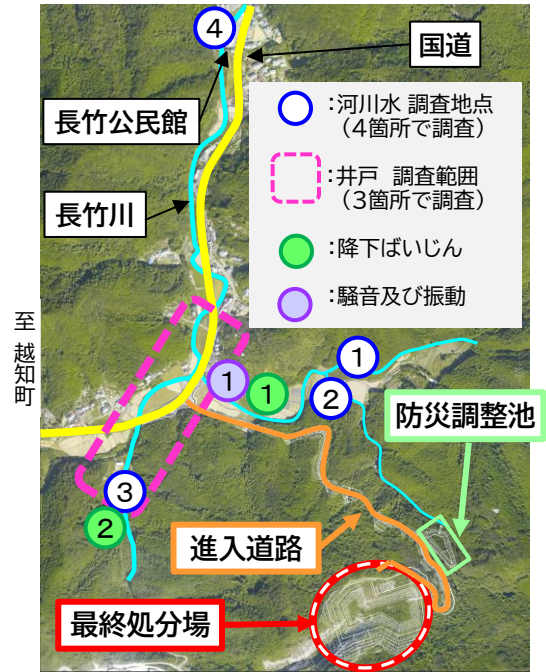 4
国道
長竹公民館
:河川水 調査地点
(4箇所で調査)
:井戸 調査範囲
(3箇所で調査)
:降下ばいじん
:騒音及び振動
長竹川
至 越知町
1
1
1
2
防災調整池
3
2
進入道路
最終処分場